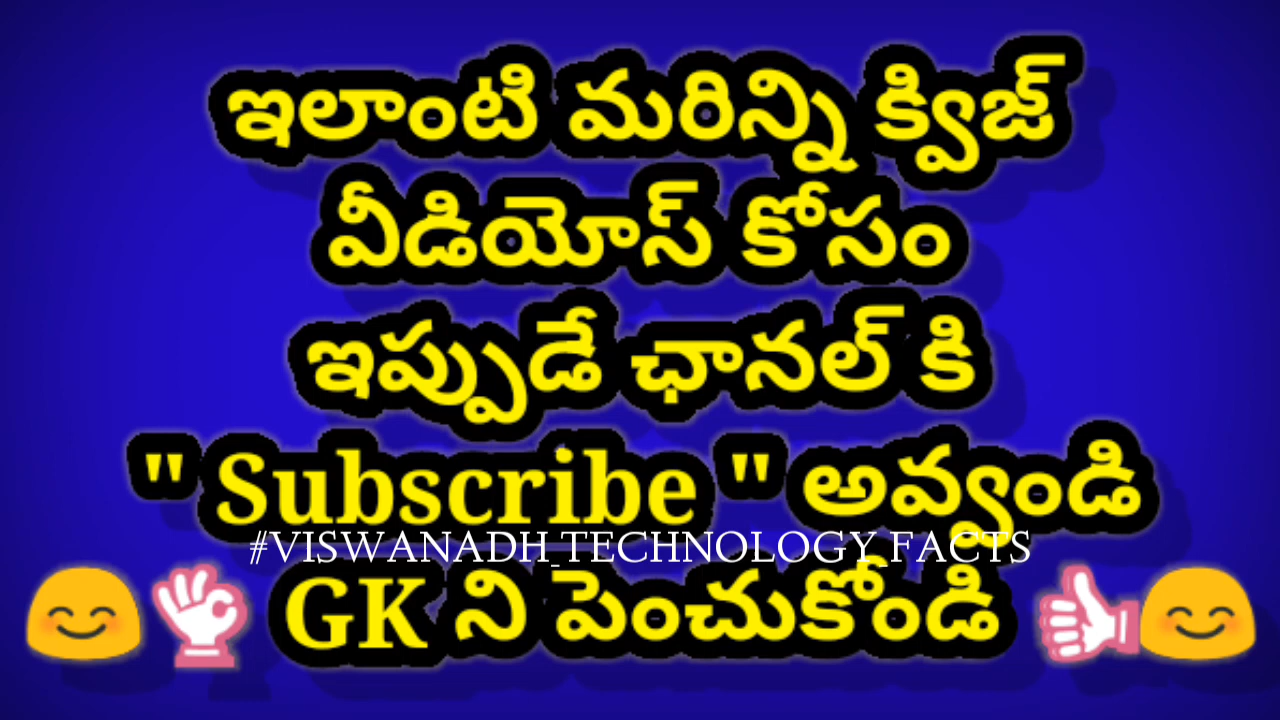 ఇలాంటి మరిన్ని క్విజ్
వీడియోస్ కోసం
ఇప్పుడే ఛానల్ కి
" Subscribe " అవ్వండి
#VISWANADH_TECHNOLOGY_FACTS
GK ని పెంచుకోండి